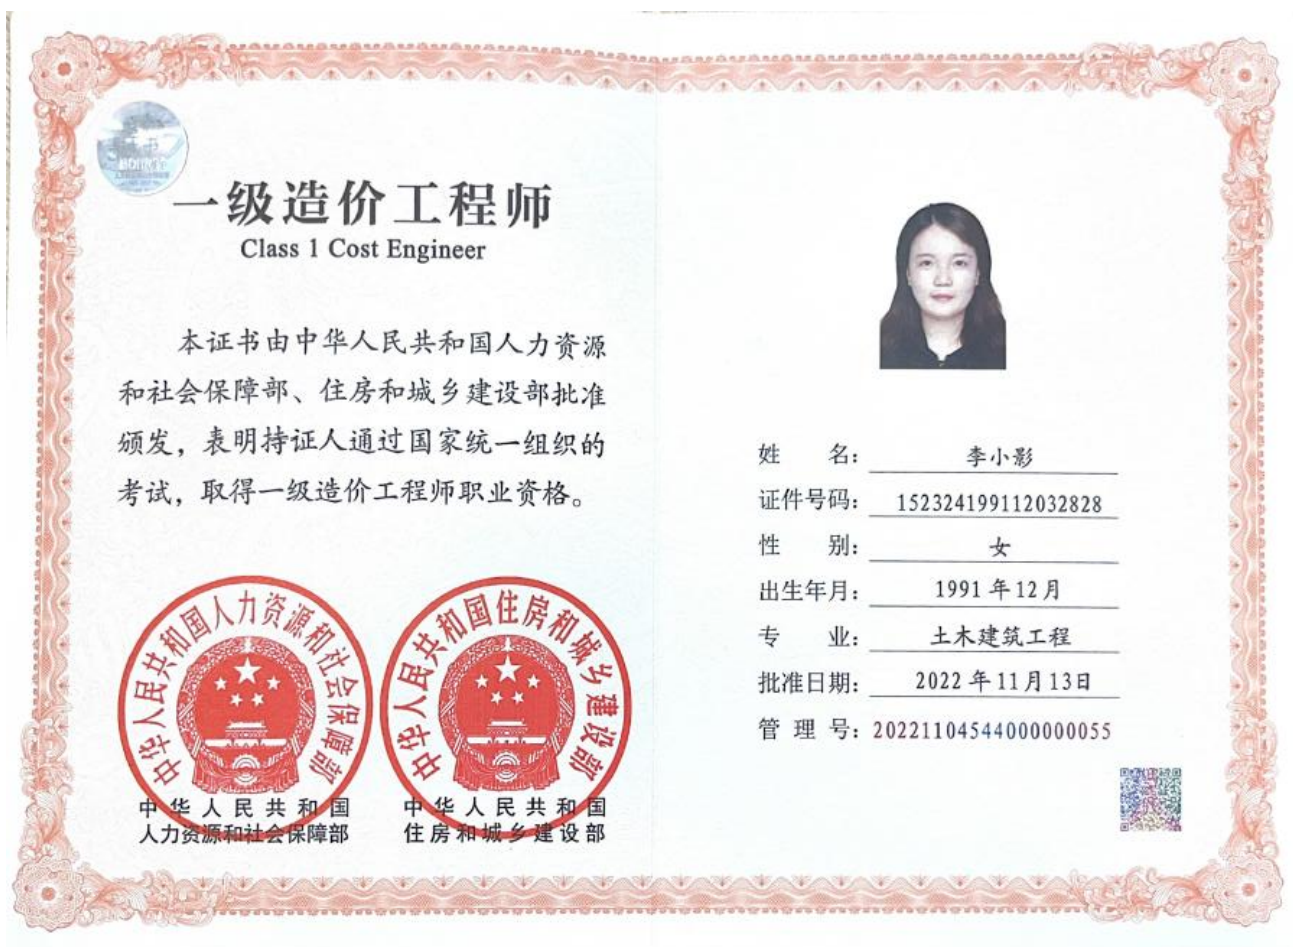 一级造价工程师
Class 1 Cost Engineer
本证书由中华人民共和国人力资源
和社会保障部、住房和城乡建设部批准
颁发，表明持证人通过国家统一组织的
考试，取得一级造价工程师职业资格。
中华人民共和国人力资源和社会保障部
中华人民共和国住房和城乡建设部
中华人民共和国
人力资源和社会保障部
中华人民共和国
住房和城乡建设部
姓 名：李小影
证件号码：152324199112032828
性 别：女
出生年月：1991年12月
专 业：土木建筑工程
批准日期：2022年11月13日
管 理 号：20221104544000000055